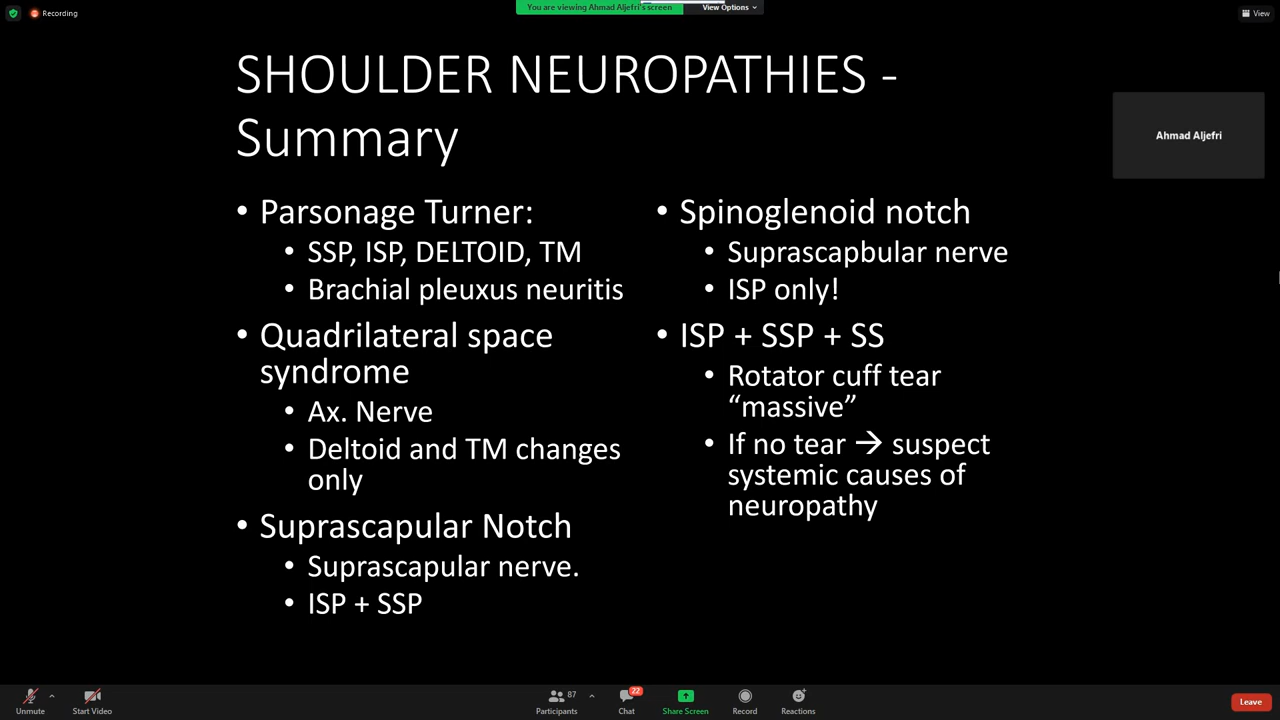 Recording
You are viewing Ahmad Aljefri's screen
View Options
View
SHOULDER NEUROPATHIES -
Summary
Ahmad Aljefri
• Parsonage Turner:
• SSP, ISP, DELTOID, TM
• Brachial pleuxus neuritis
• Quadrilateral space
syndrome
• Ax. Nerve
• Deltoid and TM changes
only
• Suprascapular Notch
• Suprascapular nerve.
• ISP + SSP
• Spinoglenoid notch
• Suprascapbular nerve
• ISP only!
• ISP + SSP + SS
• Rotator cuff tear
“massive”
• If no tear → suspect
systemic causes of
neuropathy
Unmute
Start Video
87
Participants
22
Chat
Share Screen
Record
Reactions
Leave